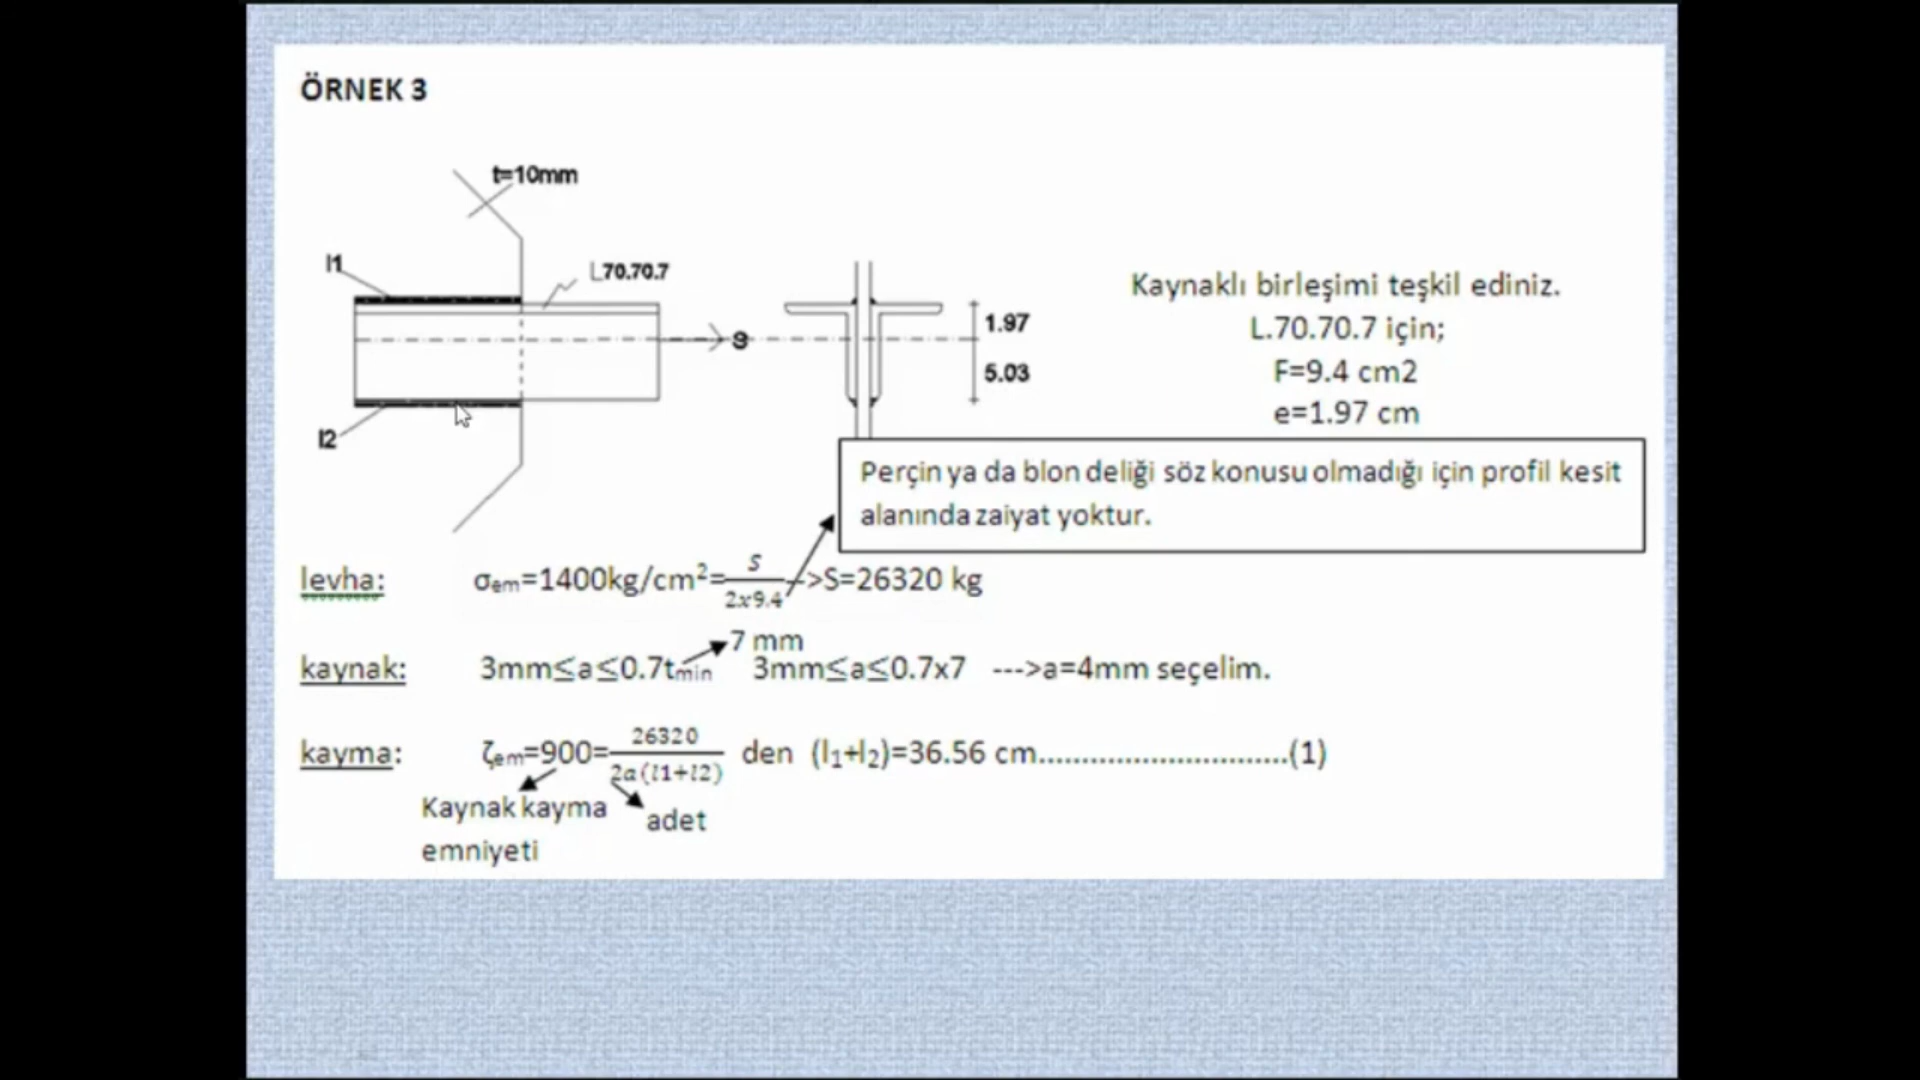 ÖRNEK 3
t=10mm
l1
L70.70.7
S
1.97
5.03
l2
Kaynaklı birleşimi teşkil ediniz.
L.70.70.7 için;
F=9.4 cm2
e=1.97 cm
Perçin ya da blon deliği söz konusu olmadığı için profil kesit
alanında zaiyat yoktur.
levha: σem=1400kg/cm²=S/2x9.4-->S=26320 kg
7 mm
kaynak: 3mm≤a≤0.7tmin 3mm≤a≤0.7x7 --->a=4mm seçelim.
kayma: ζem=900=26320/2a(l1+l2) den (l1+l2)=36.56 cm............................(1)
Kaynak kayma
emniyeti
adet